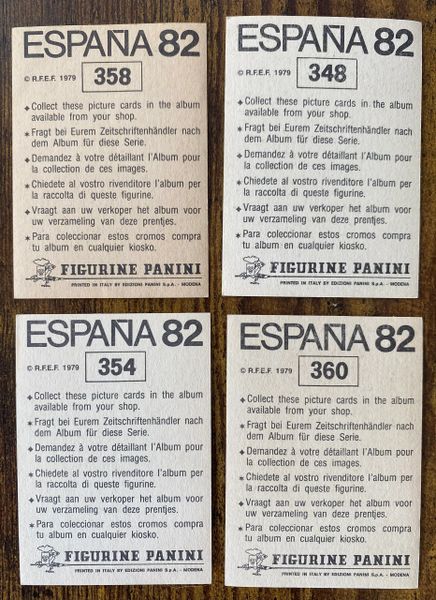 ESPAÑA 82
© R.F.E.F. 1979 358
✦ Collect these picture cards in the album
available from your shop.
✶ Fragt bei Eurem Zeitschriftenhändler nach
dem Album für diese Serie.
✦ Demandez à votre détaillant l'Album pour
la collection de ces images.
✶ Chiedete al vostro rivenditore l'album per
la raccolta di queste figurine.
✦ Vraagt aan uw verkoper het album voor
uw verzameling van deze prentjes.
✶ Para coleccionar estos cromos compra
tu album en cualquier kiosko.
FIGURINE PANINI
PRINTED IN ITALY BY EDIZIONI PANINI S.p.A. - MODENA
ESPAÑA 82
© R.F.E.F. 1979 348
✦ Collect these picture cards in the album
available from your shop.
✶ Fragt bei Eurem Zeitschriftenhändler nach
dem Album für diese Serie.
✦ Demandez à votre détaillant l'Album pour
la collection de ces images.
✶ Chiedete al vostro rivenditore l'album per
la raccolta di queste figurine.
✦ Vraagt aan uw verkoper het album voor
uw verzameling van deze prentjes.
✶ Para coleccionar estos cromos compra
tu album en cualquier kiosko.
FIGURINE PANINI
PRINTED IN ITALY BY EDIZIONI PANINI S.p.A. - MODENA
ESPAÑA 82
© R.F.E.F. 1979 354
✦ Collect these picture cards in the album
available from your shop.
✶ Fragt bei Eurem Zeitschriftenhändler nach
dem Album für diese Serie.
✦ Demandez à votre détaillant l'Album pour
la collection de ces images.
✶ Chiedete al vostro rivenditore l'album per
la raccolta di queste figurine.
✦ Vraagt aan uw verkoper het album voor
uw verzameling van deze prentjes.
✶ Para coleccionar estos cromos compra
tu album en cualquier kiosko.
FIGURINE PANINI
PRINTED IN ITALY BY EDIZIONI PANINI S.p.A. - MODENA
ESPAÑA 82
© R.F.E.F. 1979 360
✦ Collect these picture cards in the album
available from your shop.
✶ Fragt bei Eurem Zeitschriftenhändler nach
dem Album für diese Serie.
✦ Demandez à votre détaillant l'Album pour
la collection de ces images.
✶ Chiedete al vostro rivenditore l'album per
la raccolta di queste figurine.
✦ Vraagt aan uw verkoper het album voor
uw verzameling van deze prentjes.
✶ Para coleccionar estos cromos compra
tu album en cualquier kiosko.
FIGURINE PANINI
PRINTED IN ITALY BY EDIZIONI PANINI S.p.A. - MODENA